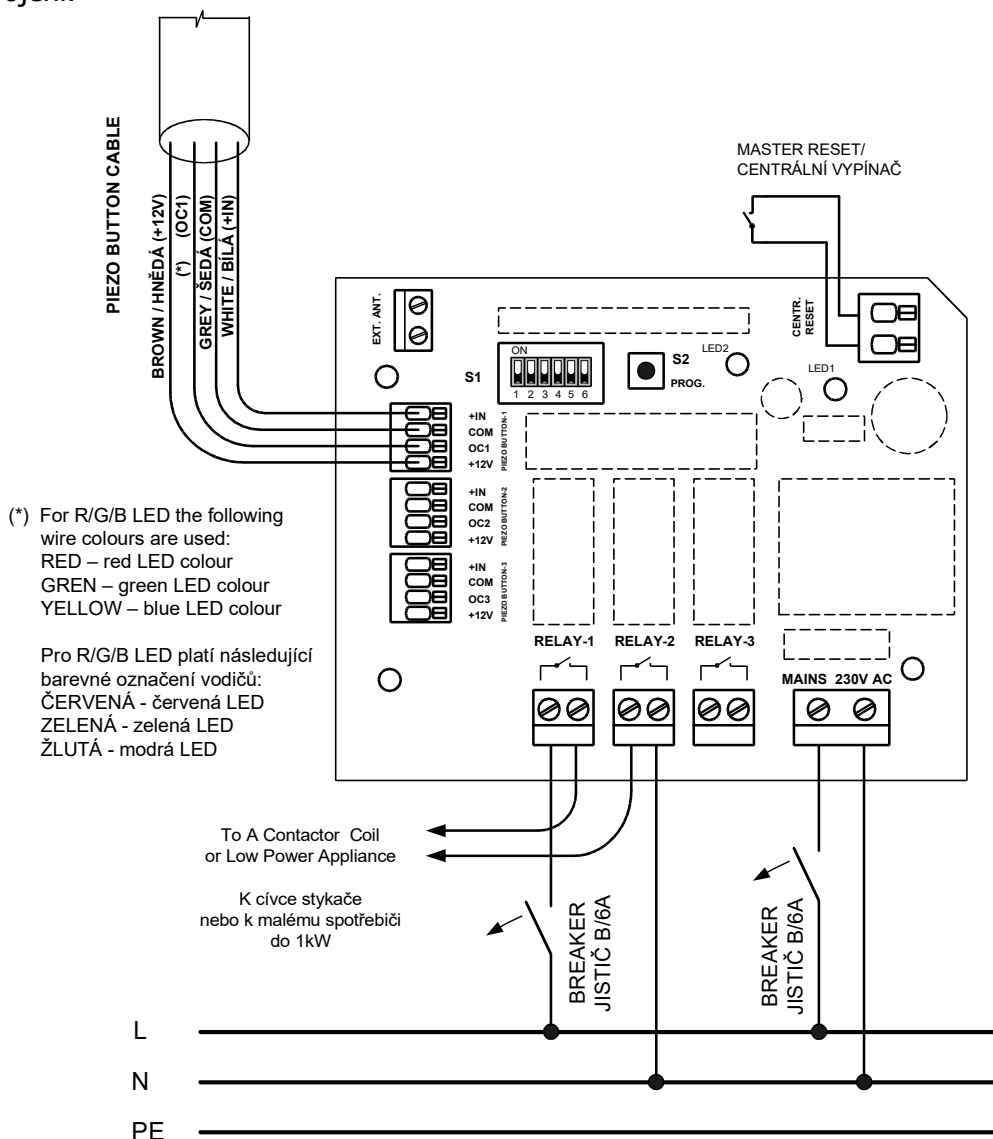 PIEZO BUTTON CABLE
BROWN / HNĚDÁ (+12V)
(*) (OC1)
GREY / ŠEDÁ (COM)
WHITE / BÍLÁ (+IN)
MASTER RESET/
CENTRÁLNÍ VYPÍNAČ
EXT. ANT.
CENTR.
RESET
ON
S1
1 2 3 4 5 6
S2
PROG.
LED2
LED1
+IN
COM
OC1
+12V
PIEZO BUTTON-1
+IN
COM
OC2
+12V
PIEZO BUTTON-2
+IN
COM
OC3
+12V
PIEZO BUTTON-3
(*) For R/G/B LED the following
wire colours are used:
RED – red LED colour
GREN – green LED colour
YELLOW – blue LED colour
Pro R/G/B LED platí následující
barevné označení vodičů:
ČERVENÁ - červená LED
ZELENÁ - zelená LED
ŽLUTÁ - modrá LED
RELAY-1 RELAY-2 RELAY-3
MAINS 230V AC
To A Contactor Coil
or Low Power Appliance
K cívce stykače
nebo k malému spotřebiči
do 1kW
BREAKER
JISTIČ B/6A
BREAKER
JISTIČ B/6A
L
N
PE